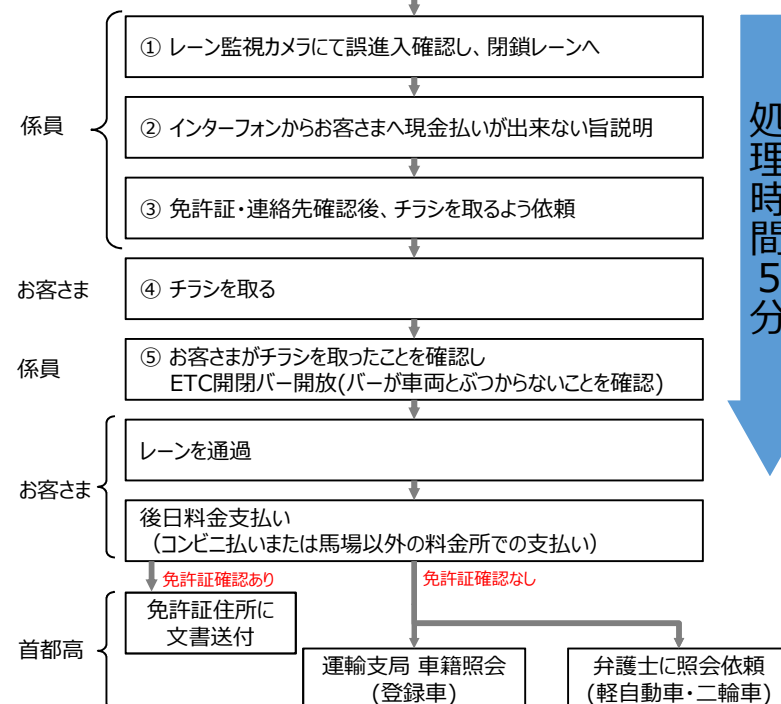 係員
① レーン監視カメラにて誤進入確認し、閉鎖レーンへ
② インターフォンからお客さまへ現金払いが出来ない旨説明
③ 免許証・連絡先確認後、チラシを取るよう依頼
お客さま
④ チラシを取る
係員
⑤ お客さまがチラシを取ったことを確認し
ETC開閉バー開放(バーが車両とぶつからないことを確認)
お客さま
レーンを通過
後日料金支払い
（コンビニ払いまたは馬場以外の料金所での支払い）
処理時間5分
免許証確認あり
免許証確認なし
首都高
免許証住所に
文書送付
運輸支局 車籍照会
(登録車)
弁護士に照会依頼
(軽自動車・二輪車)